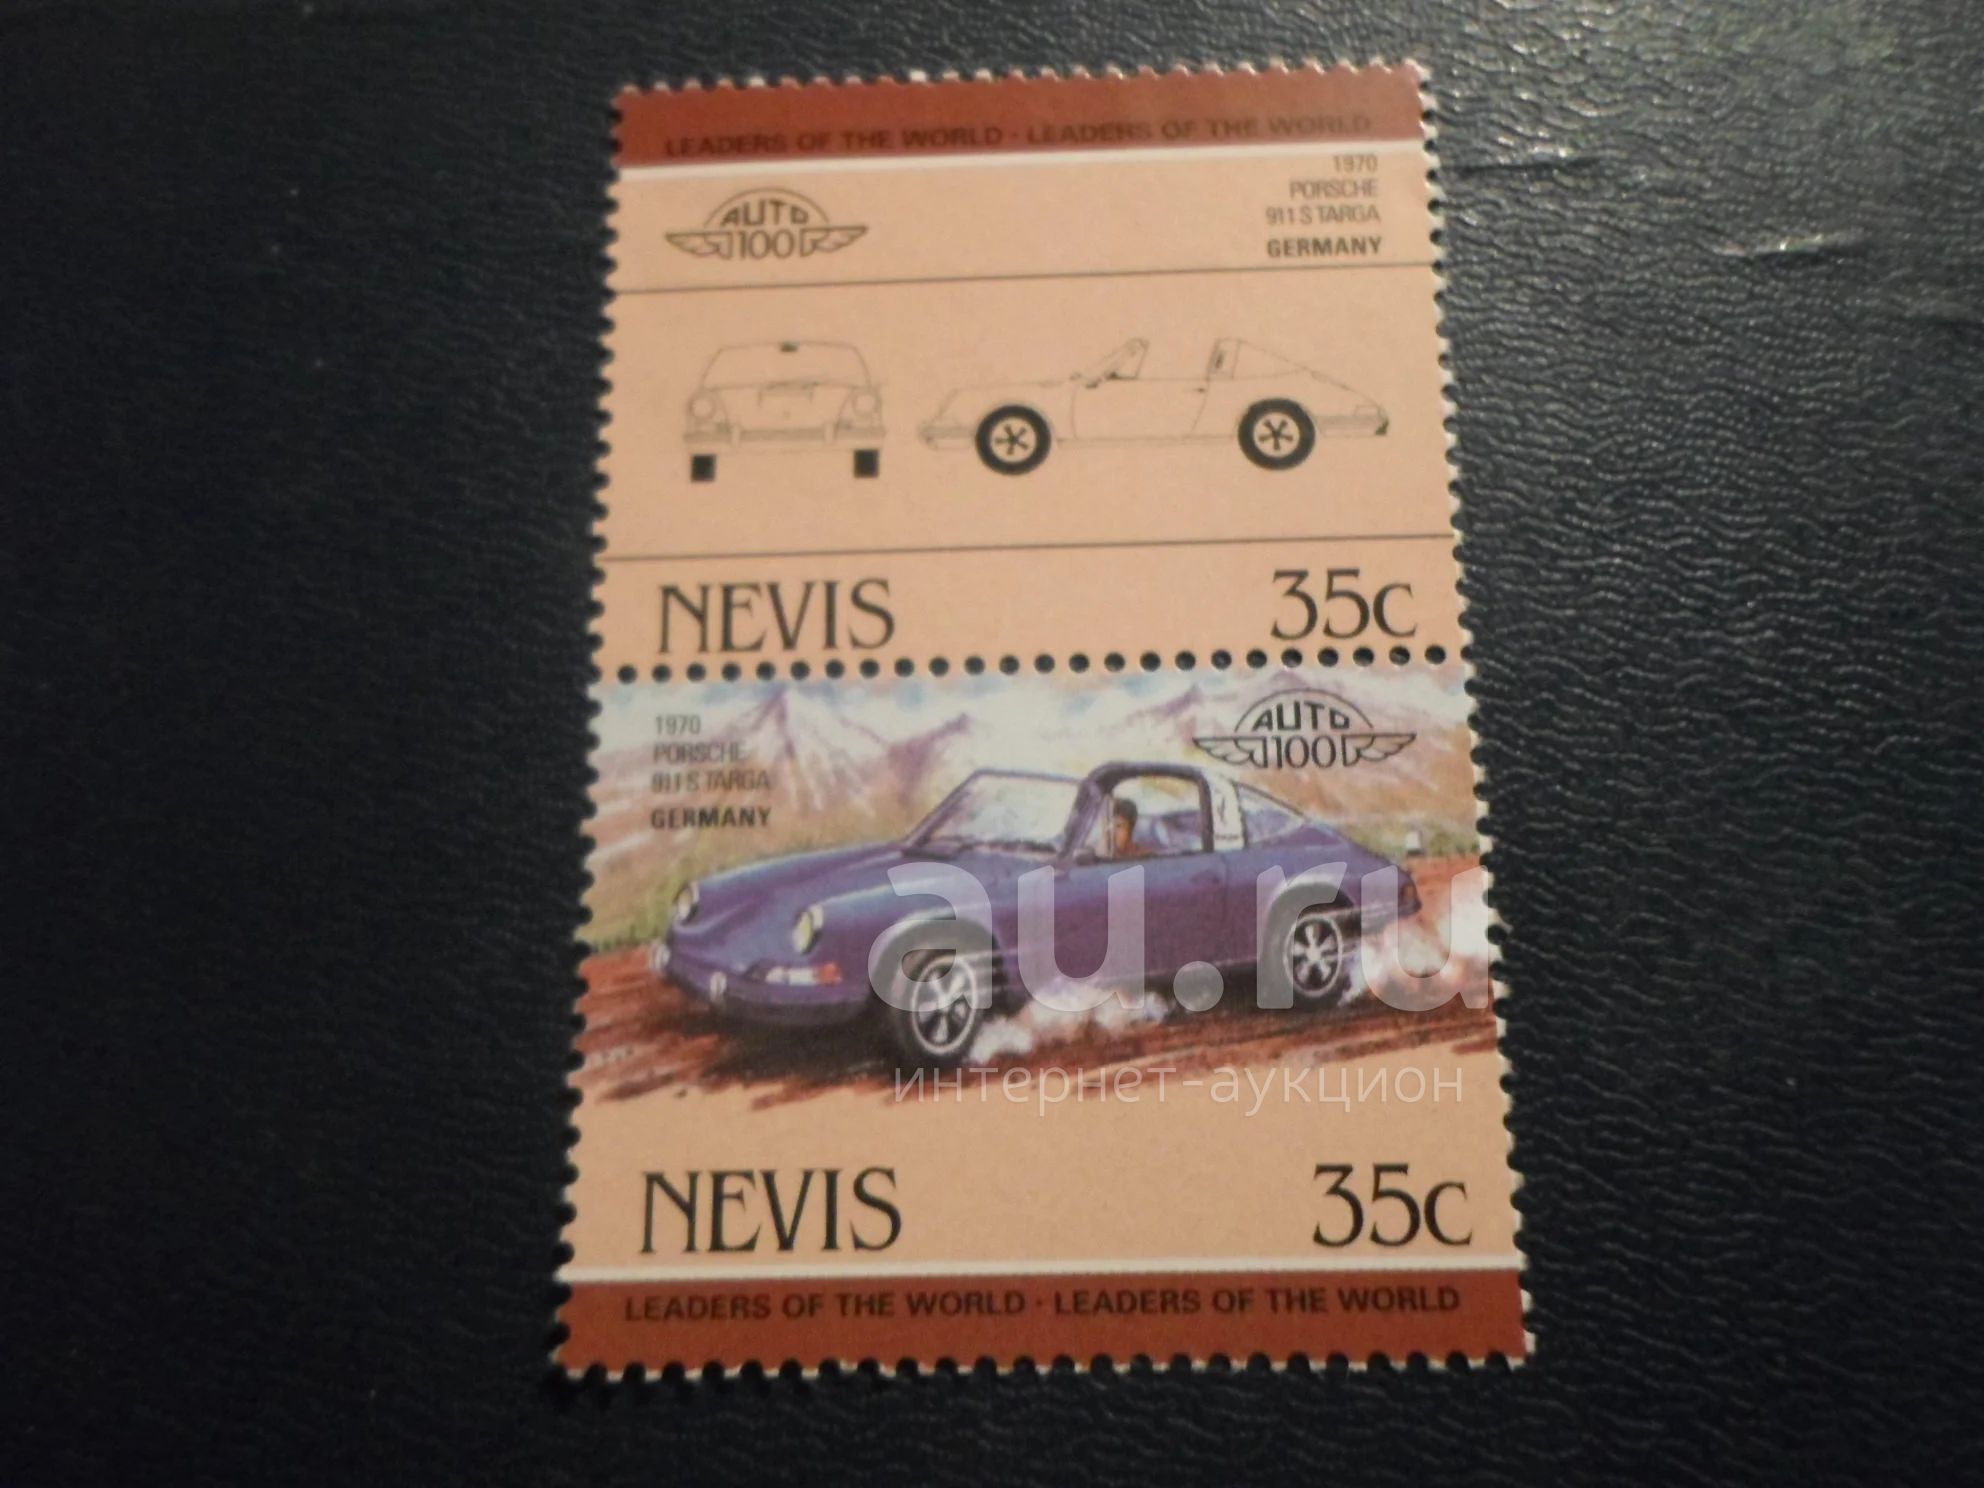 LEADERS OF THE WORLD · LEADERS OF THE WORLD
AUTO
100
1970
PORSCHE
911 S TARGA
GERMANY
NEVIS 35c
1970
PORSCHE
911 S TARGA
GERMANY
AUTO
100
au.ru
интернет-аукцион
NEVIS 35c
LEADERS OF THE WORLD · LEADERS OF THE WORLD